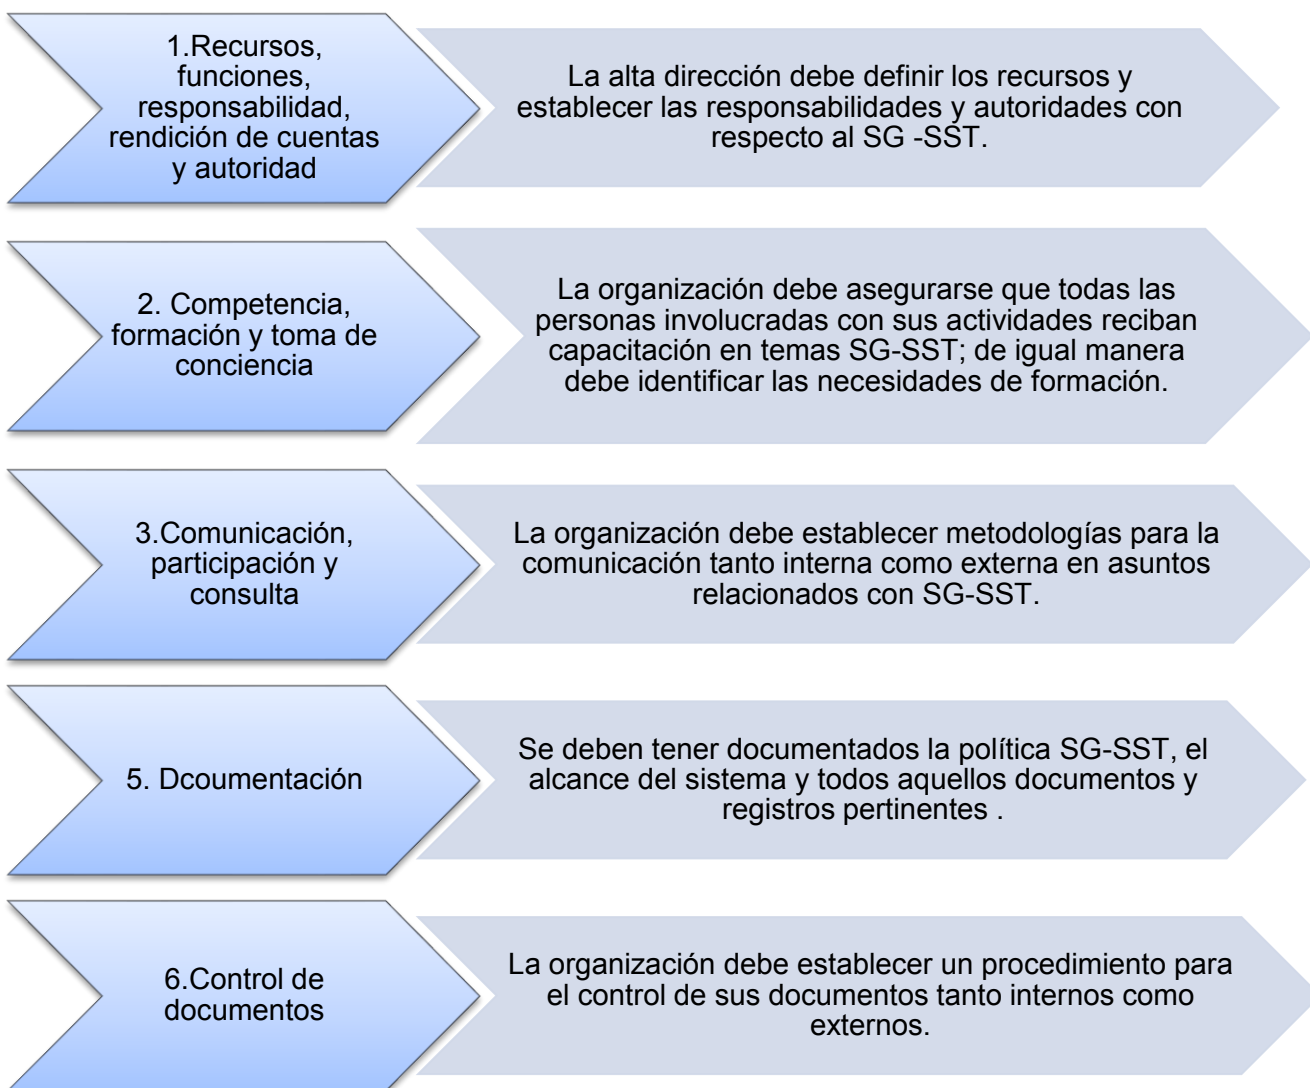 1.Recursos,
funciones,
responsabilidad,
rendición de cuentas
y autoridad
La alta dirección debe definir los recursos y
establecer las responsabilidades y autoridades con
respecto al SG -SST.
2. Competencia,
formación y toma de
conciencia
La organización debe asegurarse que todas las
personas involucradas con sus actividades reciban
capacitación en temas SG-SST; de igual manera
debe identificar las necesidades de formación.
3.Comunicación,
participación y
consulta
La organización debe establecer metodologías para la
comunicación tanto interna como externa en asuntos
relacionados con SG-SST.
5. Dcoumentación
Se deben tener documentados la política SG-SST, el
alcance del sistema y todos aquellos documentos y
registros pertinentes .
6.Control de
documentos
La organización debe establecer un procedimiento para
el control de sus documentos tanto internos como
externos.